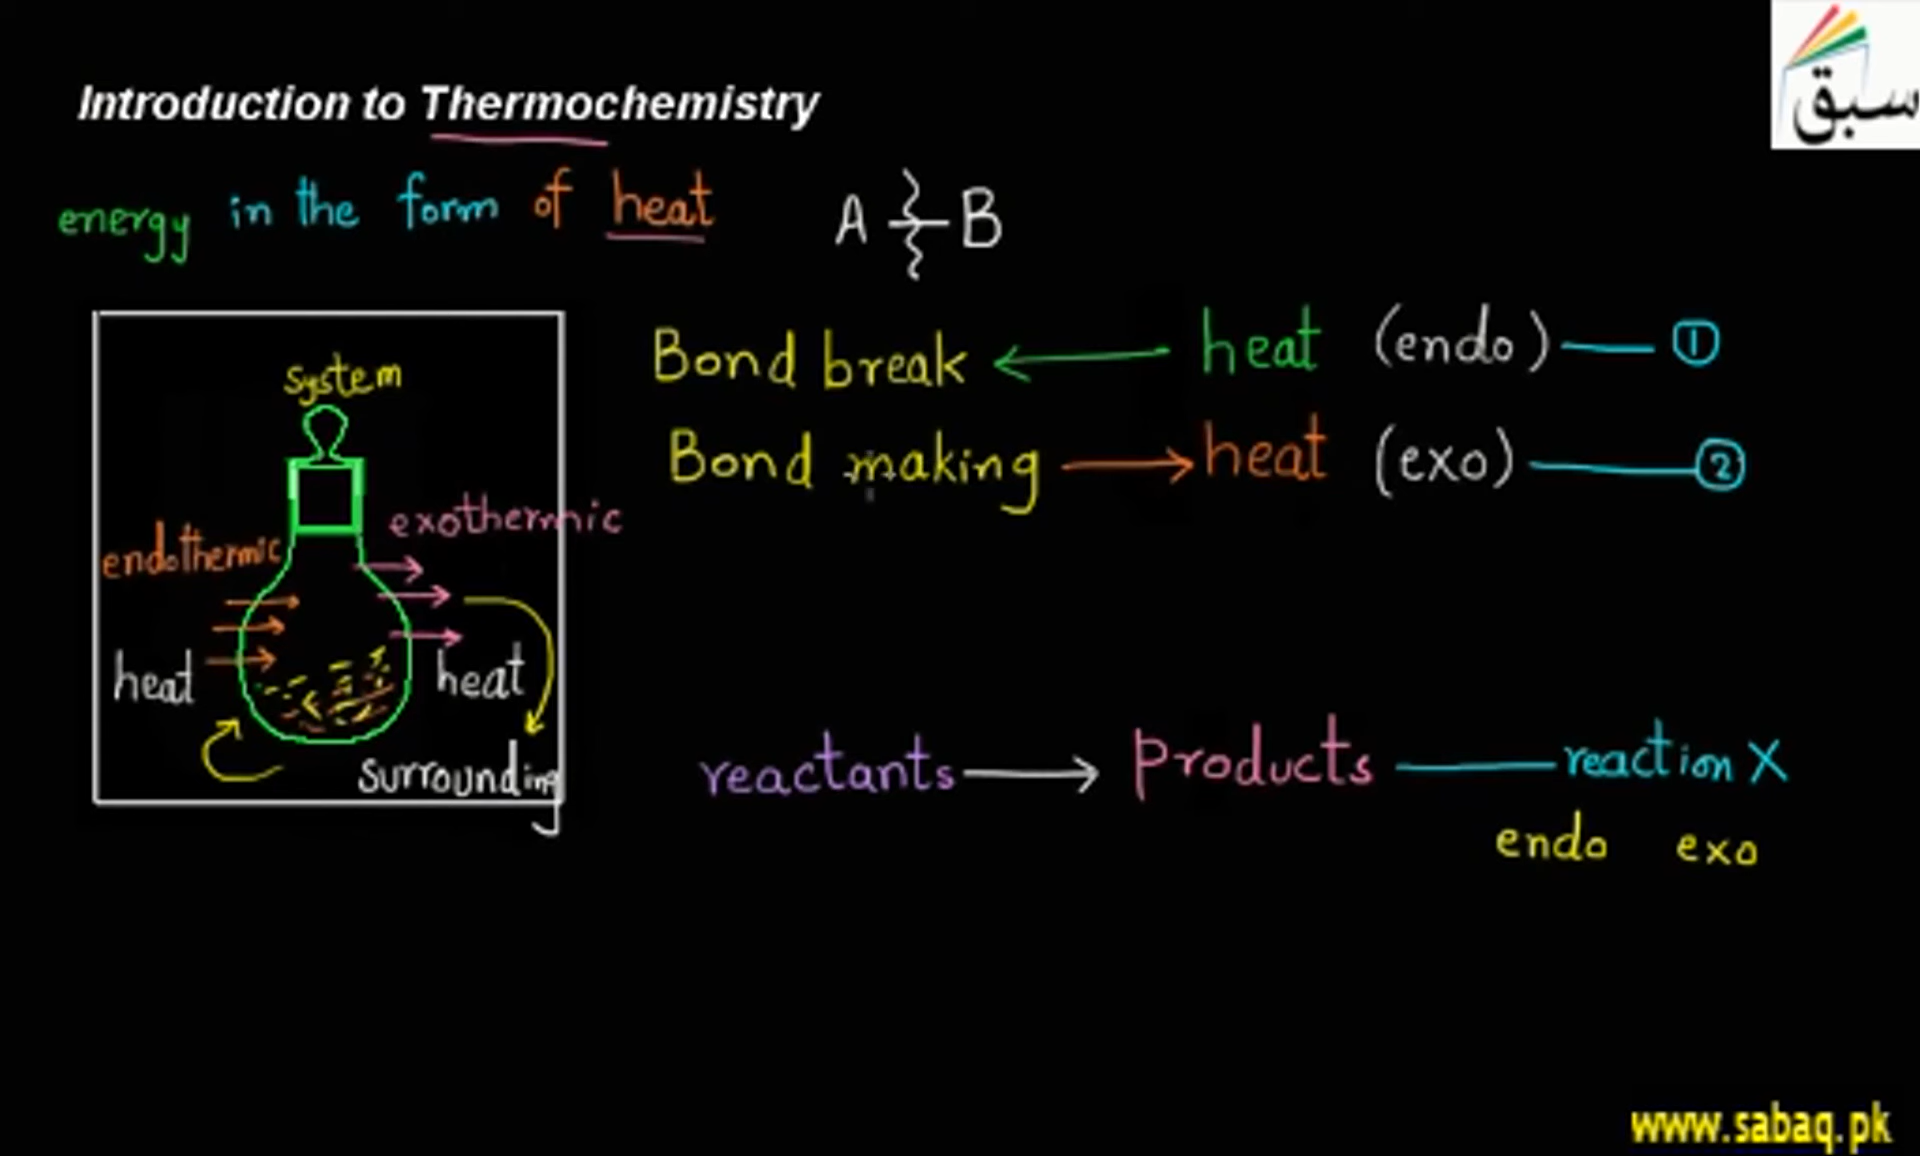 سبق
Introduction to Thermochemistry
energy in the form of heat
A B
Bond break ← heat (endo) — 1
Bond making → heat (exo) — 2
system
exothermic
endothermic
heat
heat
surrounding
reactants → products — reaction X
endo exo
www.sabaq.pk